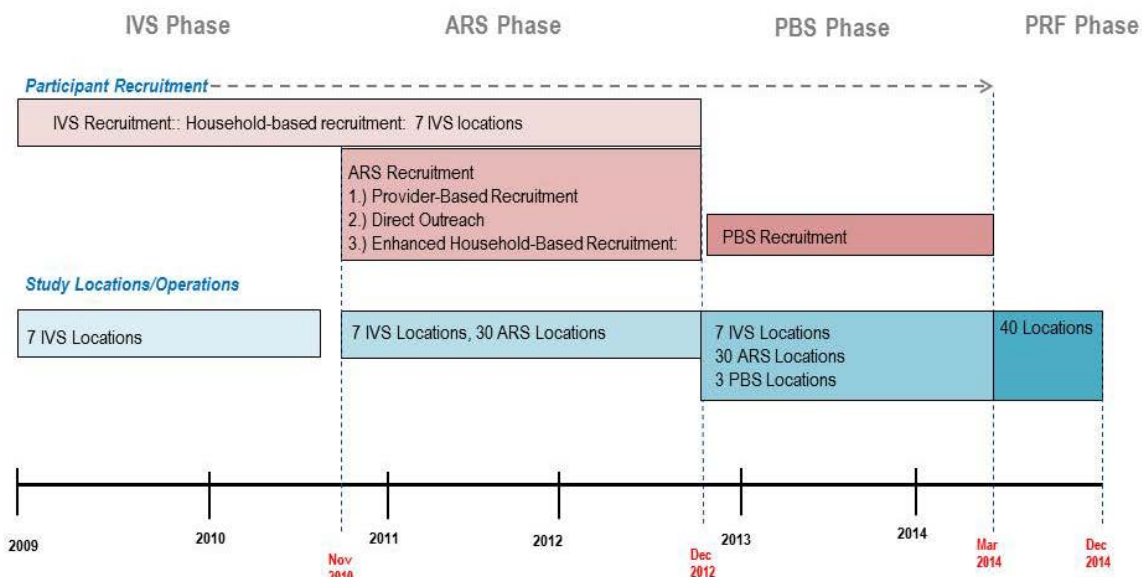 IVS Phase
ARS Phase
PBS Phase
PRF Phase
Participant Recruitment
IVS Recruitment:: Household-based recruitment: 7 IVS locations
ARS Recruitment
1.) Provider-Based Recruitment
2.) Direct Outreach
3.) Enhanced Household-Based Recruitment:
PBS Recruitment
Study Locations/Operations
7 IVS Locations
7 IVS Locations, 30 ARS Locations
7 IVS Locations
30 ARS Locations
3 PBS Locations
40 Locations
2009
2010
2011
2012
2013
2014
Nov
2010
Dec
2012
Mar
2014
Dec
2014